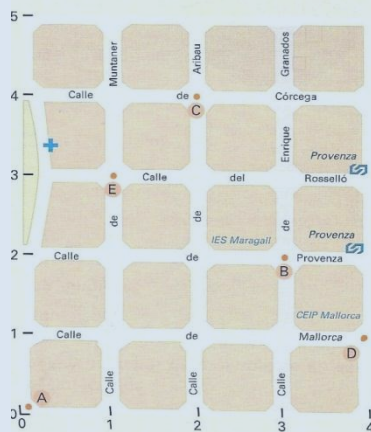 5
Muntaner
Aribau
Granados
4
Calle de Córcega
C
Enrique
Provenza
3
Calle del Rosselló
E
de
de
de
IES Maragall
Provenza
2
Calle de Provenza
B
CEIP Mallorca
1
Calle de Mallorca
D
A
Calle
Calle
Calle
0
1
2
3
4